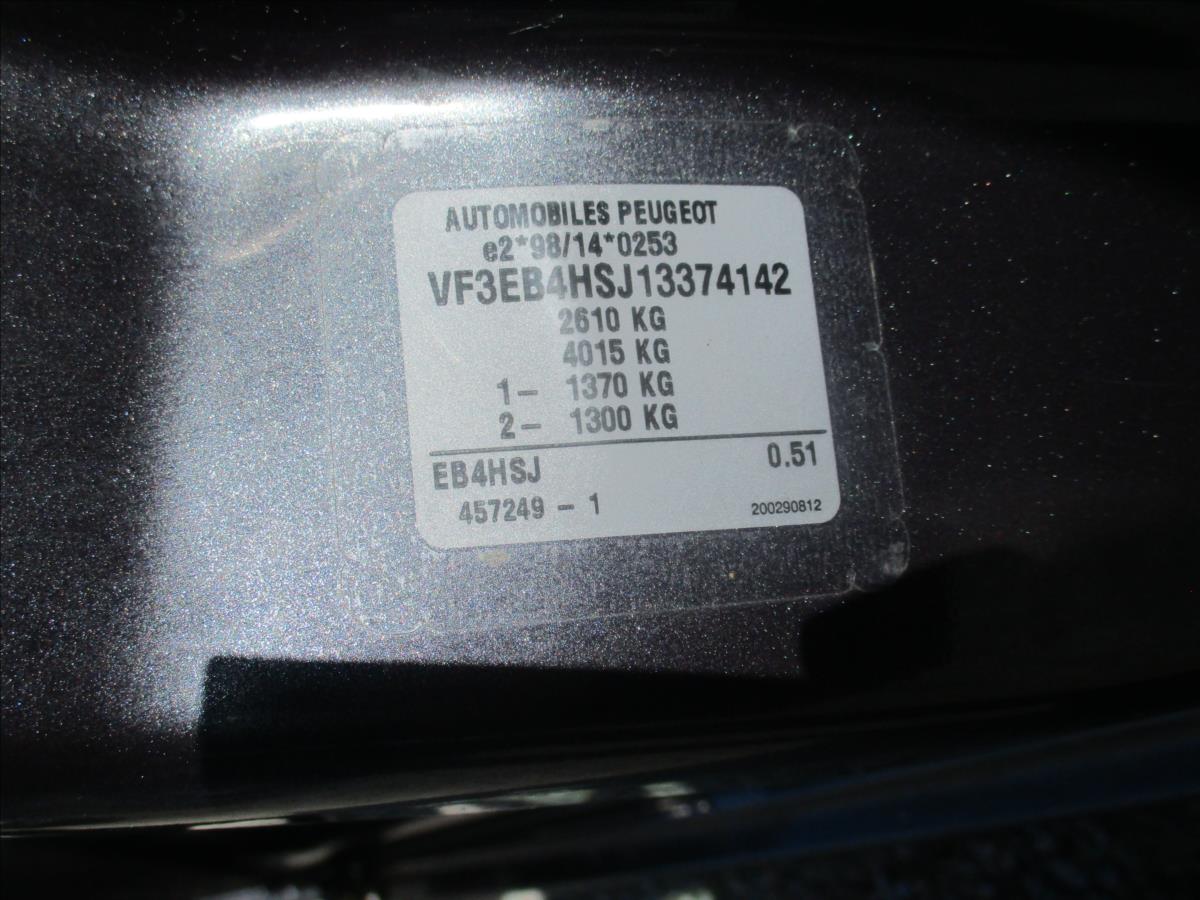 AUTOMOBILES PEUGEOT
e2*98/14*0253
VF3EB4HSJ13374142
2610 KG
4015 KG
1- 1370 KG
2- 1300 KG
EB4HSJ 0.51
457249 - 1 200290812